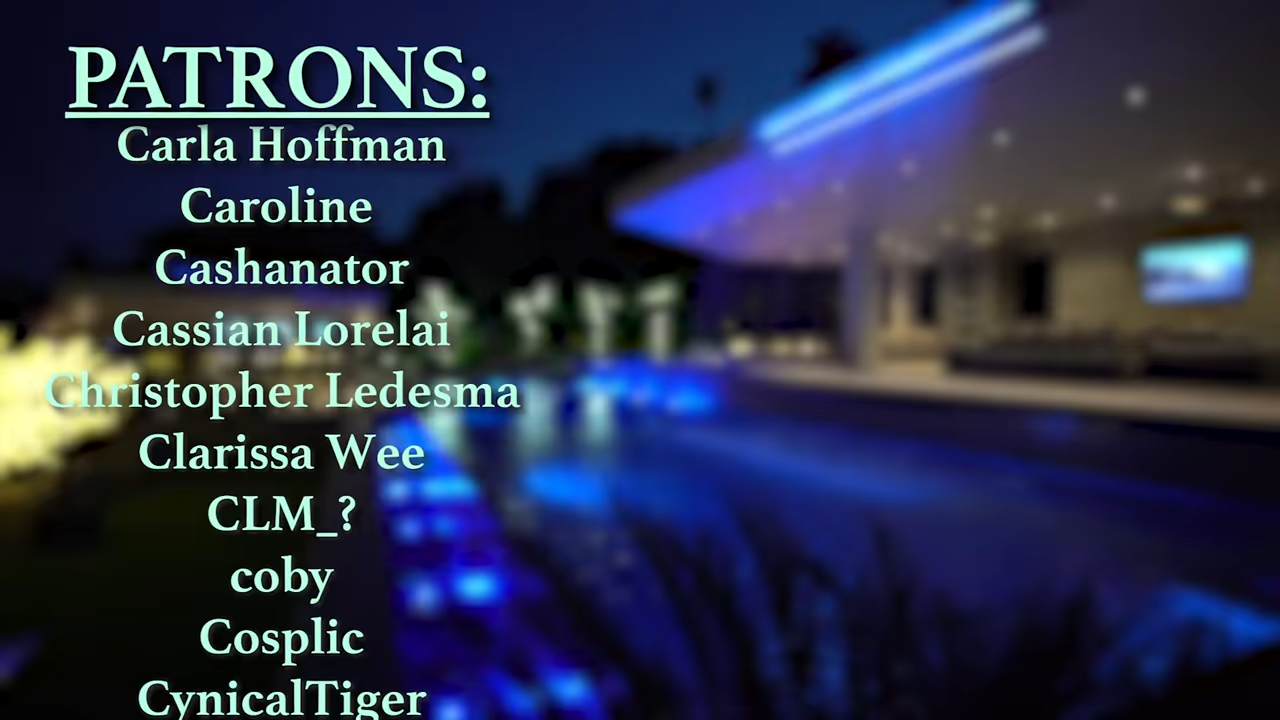 PATRONS:
Carla Hoffman
Caroline
Cashanator
Cassian Lorelai
Christopher Ledesma
Clarissa Wee
CLM_?
coby
Cosplic
CynicalTiger